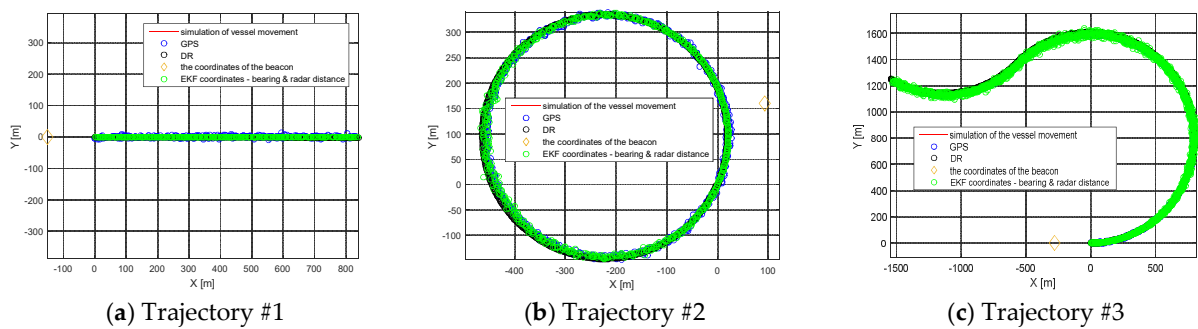 300
200
100
0
-100
-200
-300
Y [m]
simulation of vessel movement
GPS
DR
the coordinates of the beacon
EKF coordinates - bearing & radar distance
-100 0 100 200 300 400 500 600 700 800
X [m]
(a) Trajectory #1
300
250
200
150
100
50
0
-50
-100
Y [m]
simulation of the vessel movement
GPS
DR
the coordinates of the beacon
EKF coordinates - bearing & radar distance
-400 -300 -200 -100 0 100
X [m]
(b) Trajectory #2
1600
1400
1200
1000
800
600
400
200
0
Y [m]
simulation of the vessel movement
GPS
DR
the coordinates of the beacon
EKF coordinates - bearing & radar distance
-1500 -1000 -500 0 500
X [m]
(c) Trajectory #3